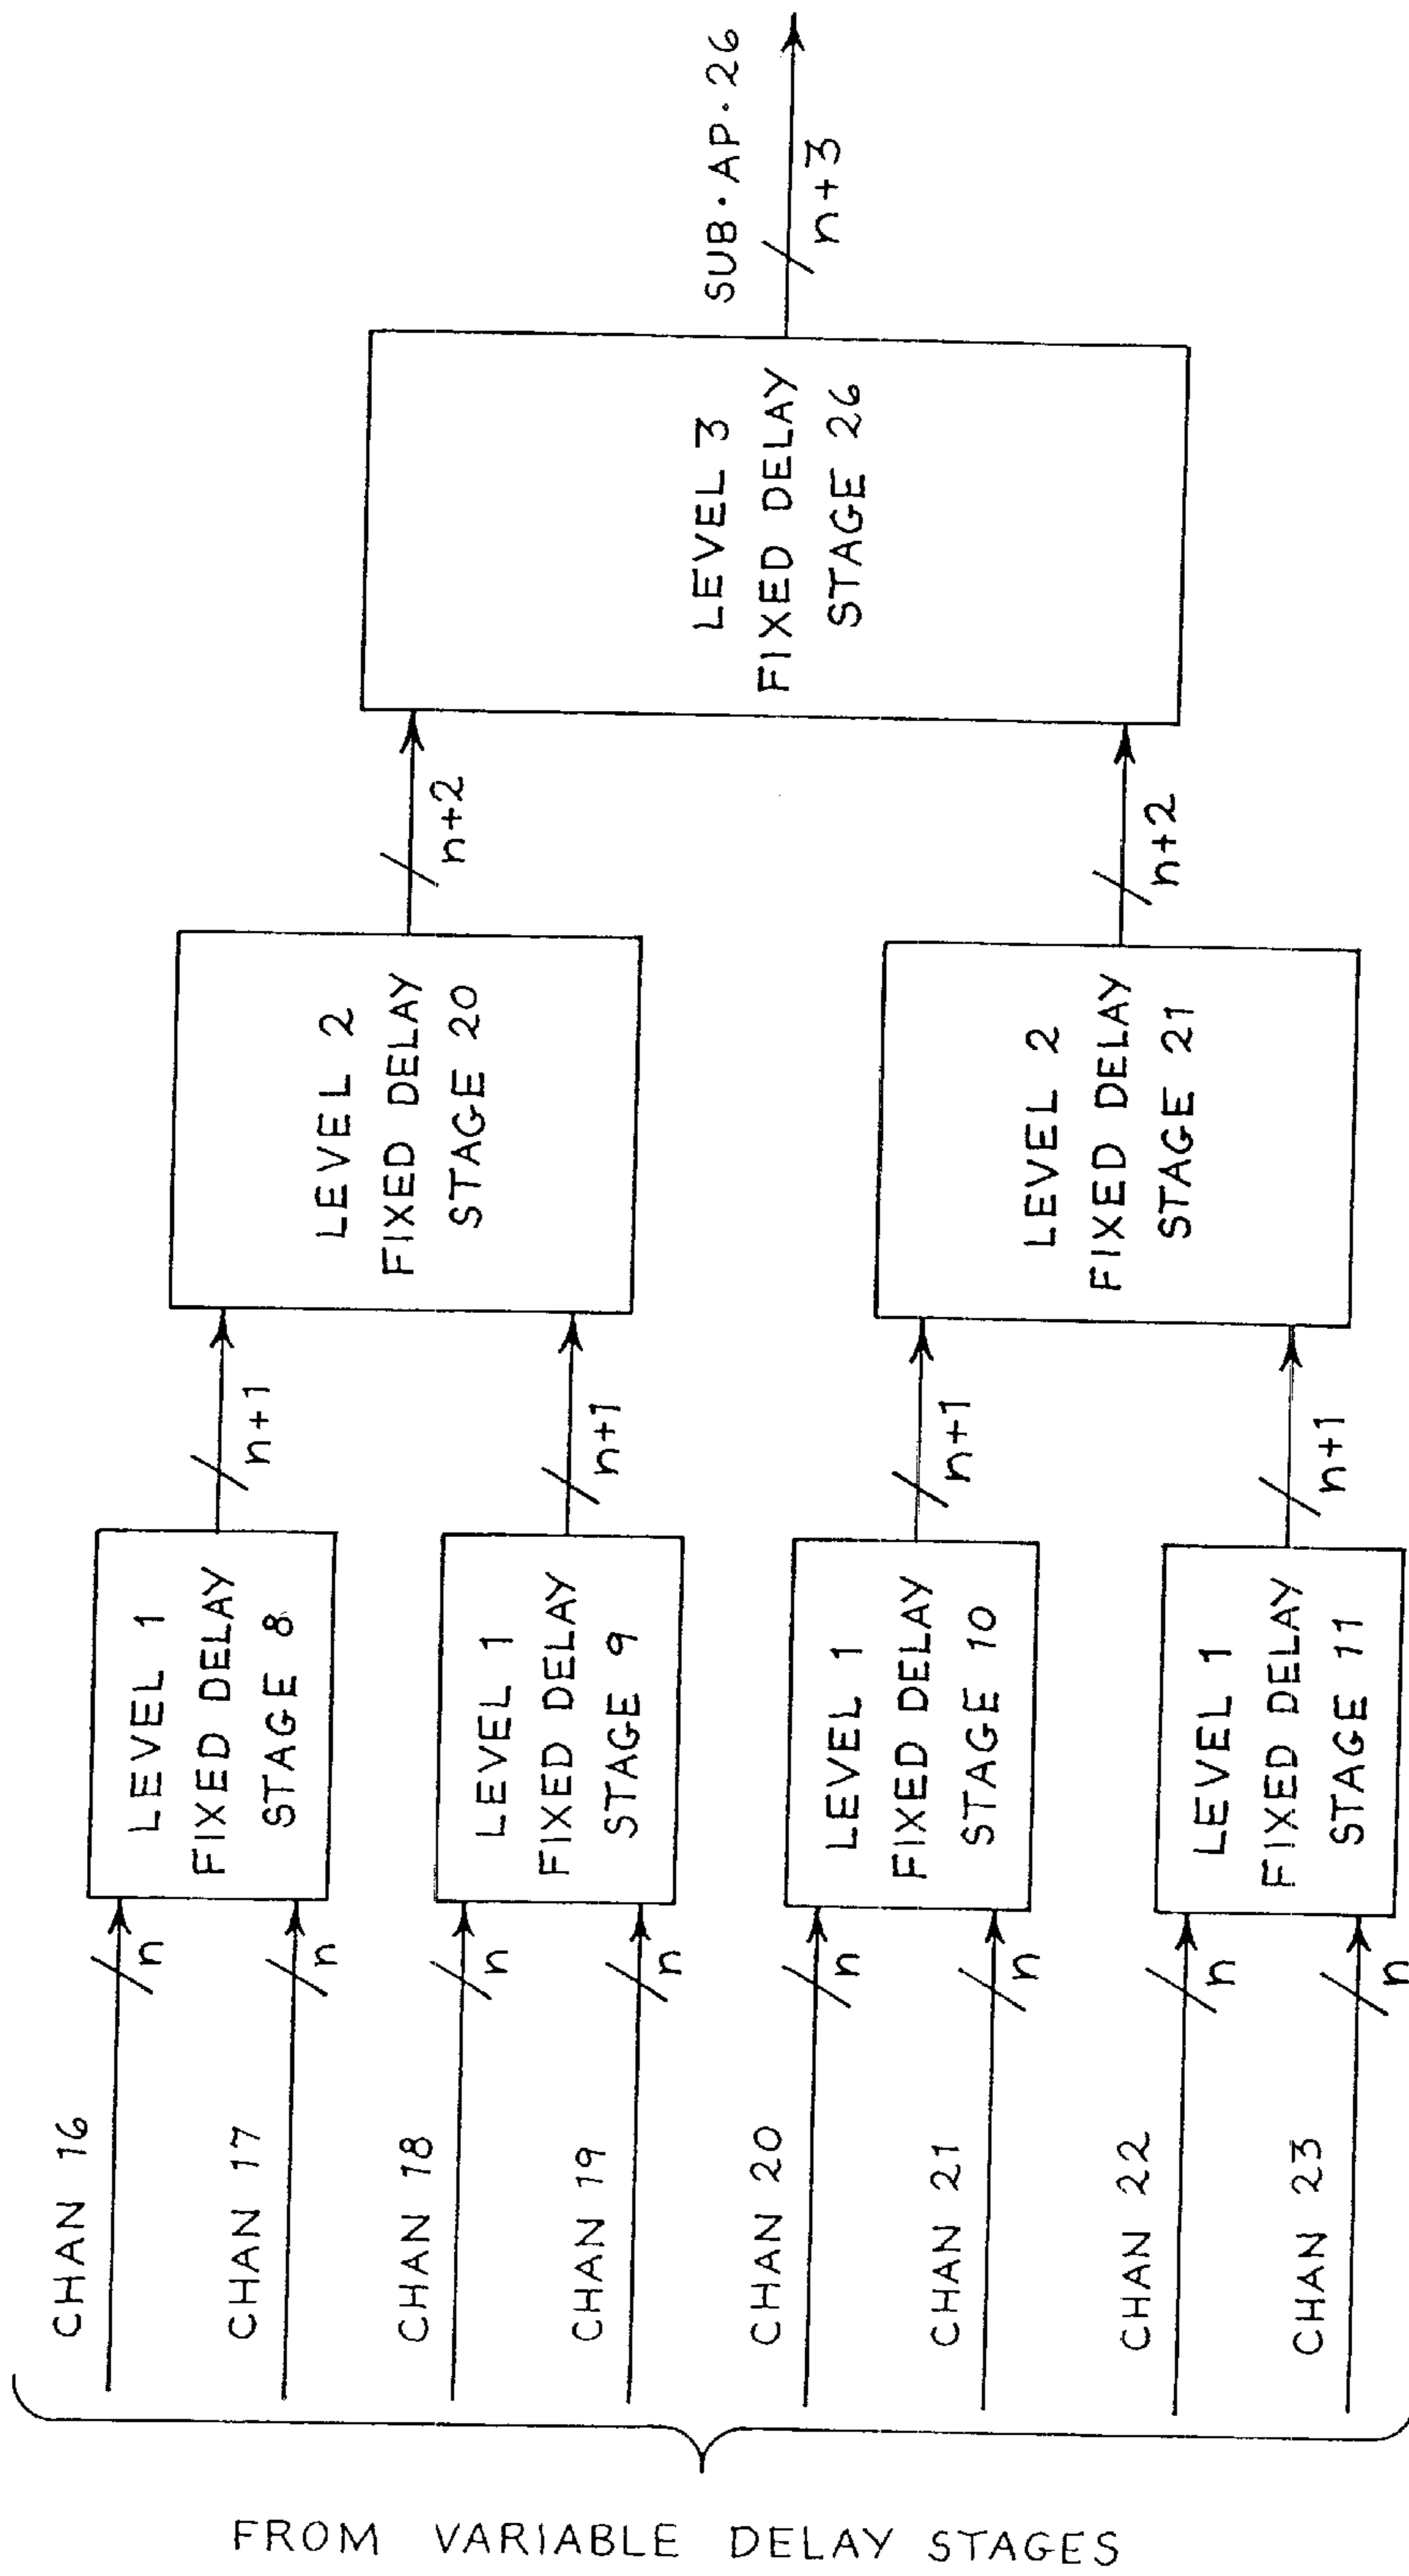 FROM VARIABLE DELAY STAGES
CHAN 16
n
CHAN 17
n
CHAN 18
n
CHAN 19
n
CHAN 20
n
CHAN 21
n
CHAN 22
n
CHAN 23
n
LEVEL 1
FIXED DELAY
STAGE 8
n+1
LEVEL 1
FIXED DELAY
STAGE 9
n+1
LEVEL 1
FIXED DELAY
STAGE 10
n+1
LEVEL 1
FIXED DELAY
STAGE 11
n+1
LEVEL 2
FIXED DELAY
STAGE 20
n+2
LEVEL 2
FIXED DELAY
STAGE 21
n+2
LEVEL 3
FIXED DELAY
STAGE 26
SUB·AP·26
n+3